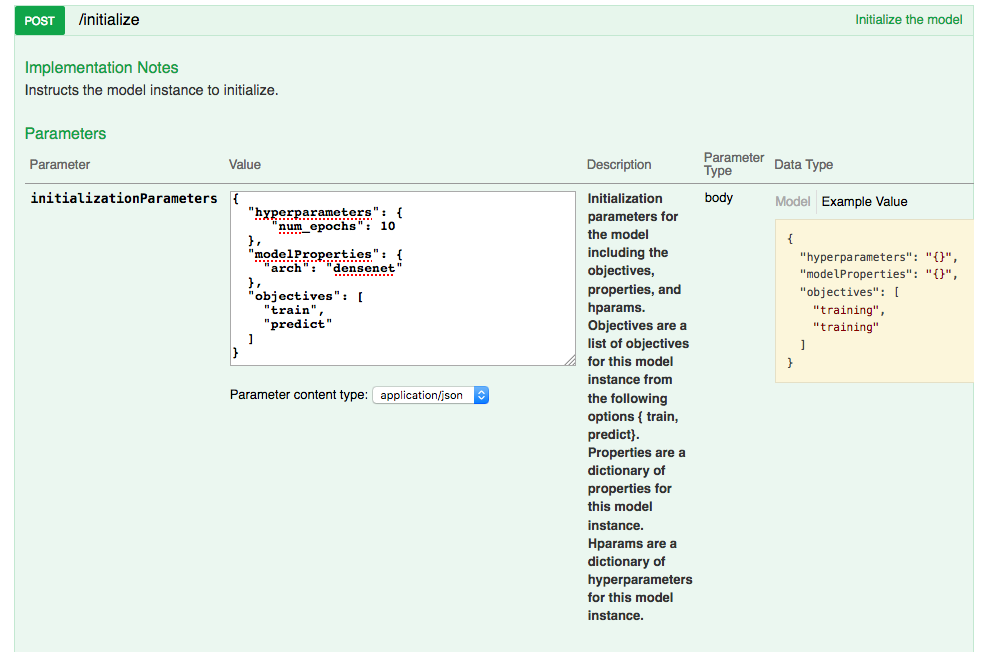 POST /initialize Initialize the model
Implementation Notes
Instructs the model instance to initialize.
Parameters
Parameter Value Description Parameter Type Data Type
initializationParameters
{
  "hyperparameters": {
     "num_epochs": 10
  },
  "modelProperties": {
    "arch": "densenet"
  },
  "objectives": [
    "train",
    "predict"
  ]
}
Parameter content type: application/json
Initialization
parameters for
the model
including the
objectives,
properties, and
hparams.
Objectives are a
list of objectives
for this model
instance from
the following
options { train,
predict}.
Properties are a
dictionary of
properties for
this model
instance.
Hparams are a
dictionary of
hyperparameters
for this model
instance.
body
Model Example Value
{
  "hyperparameters": "{}",
  "modelProperties": "{}",
  "objectives": [
    "training",
    "training"
  ]
}